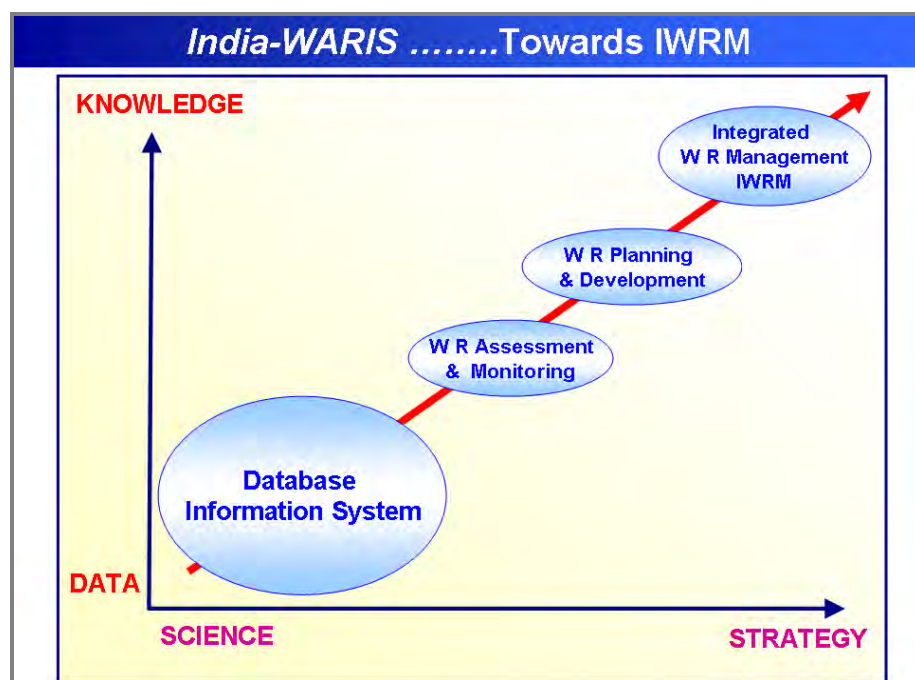 India-WARIS ........Towards IWRM
KNOWLEDGE
Integrated
W R Management
IWRM
W R Planning
& Development
W R Assessment
& Monitoring
Database
Information System
DATA
SCIENCE
STRATEGY